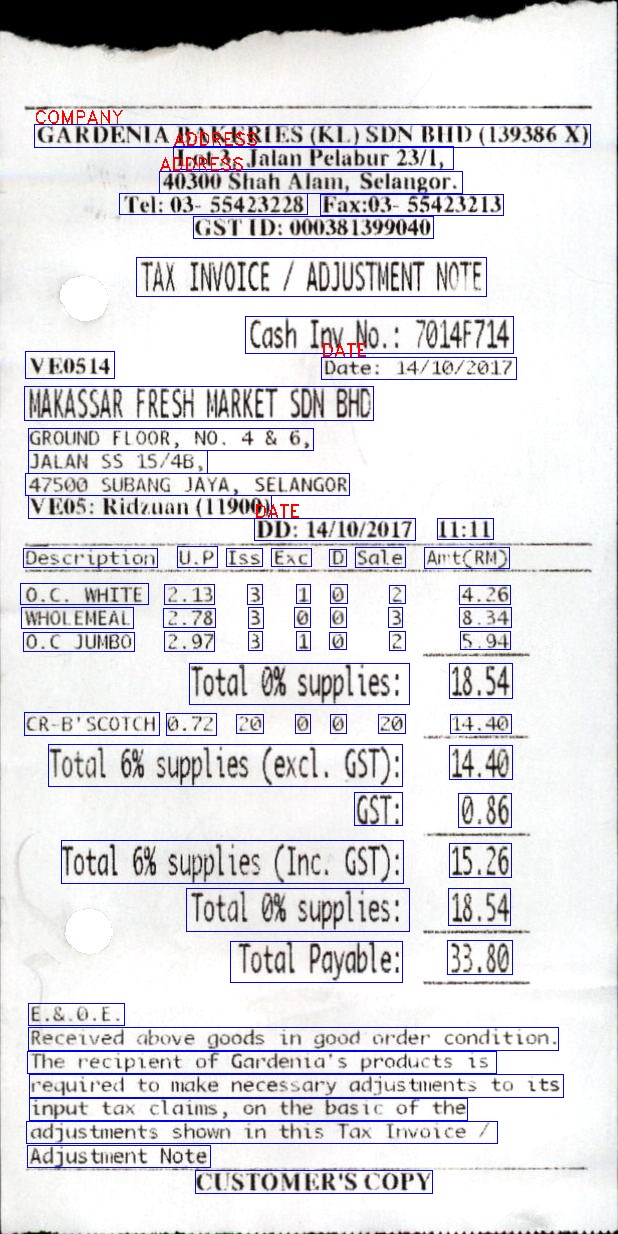 COMPANY
GARDENIA BAKERIES (KL) SDN BHD (139386 X)
ADDRESS
Lot 3, Jalan Pelabur 23/1,
ADDRESS
40300 Shah Alam, Selangor.
Tel: 03- 55423228 Fax:03- 55423213
GST ID: 000381399040
TAX INVOICE / ADJUSTMENT NOTE
Cash Inv No.: 7014F714
DATE
VE0514 Date: 14/10/2017
MAKASSAR FRESH MARKET SDN BHD
GROUND FLOOR, NO. 4 & 6,
JALAN SS 15/4B,
47500 SUBANG JAYA, SELANGOR
VE05: Ridzuan (11900)
DATE
DD: 14/10/2017 11:11
Description U.P Iss Exc D Sale Amt(RM)
O.C. WHITE 2.13 3 1 0 2 4.26
WHOLEMEAL 2.78 3 0 0 3 8.34
O.C JUMBO 2.97 3 1 0 2 5.94
Total 0% supplies: 18.54
CR-B'SCOTCH 0.72 20 0 0 20 14.40
Total 6% supplies (excl. GST): 14.40
GST: 0.86
Total 6% supplies (Inc. GST): 15.26
Total 0% supplies: 18.54
Total Payable: 33.80
E.&.O.E.
Received above goods in good order condition.
The recipient of Gardenia's products is
required to make necessary adjustments to its
input tax claims, on the basic of the
adjustments shown in this Tax Invoice /
Adjustment Note
CUSTOMER'S COPY